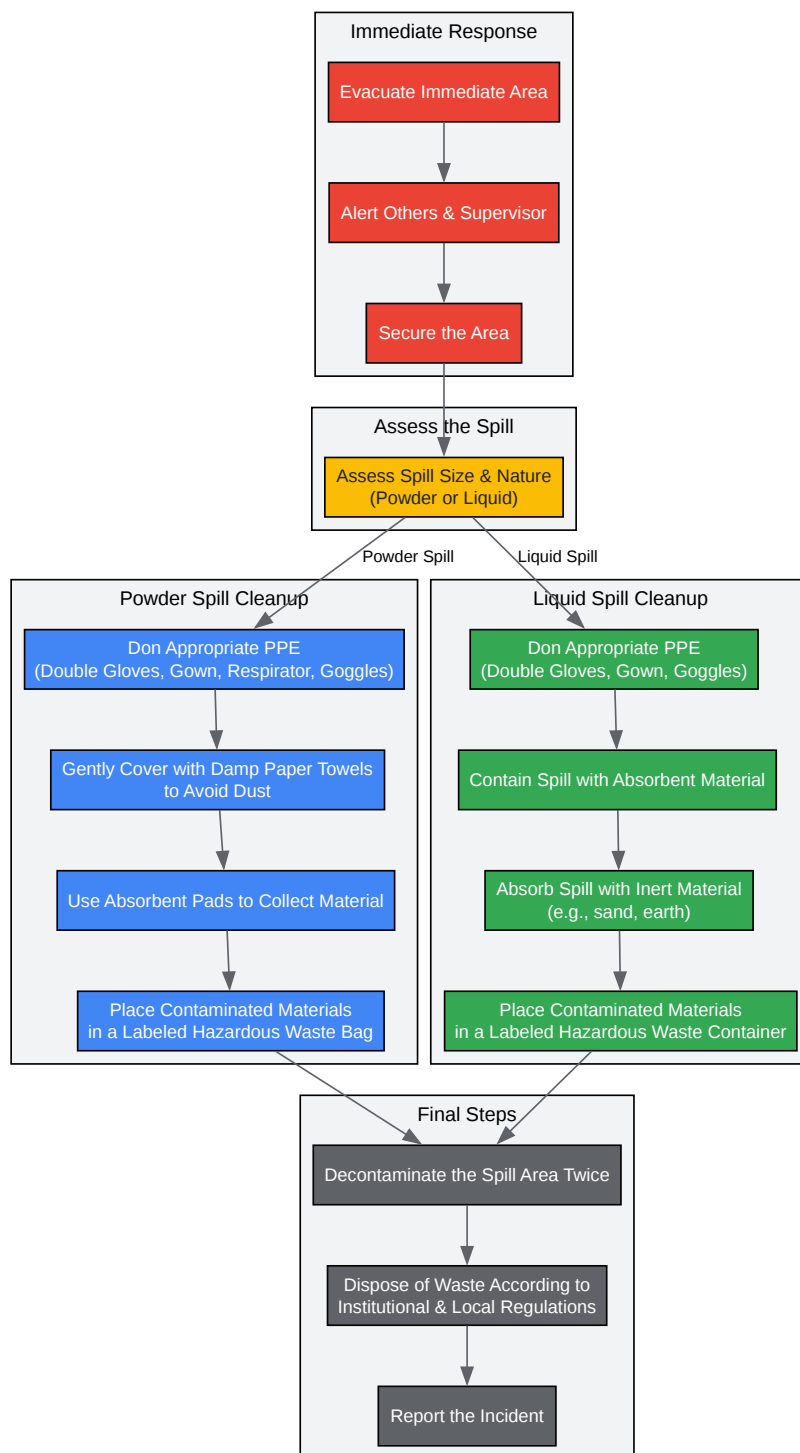 Immediate Response
Evacuate Immediate Area
Alert Others & Supervisor
Secure the Area
Assess the Spill
Assess Spill Size & Nature
(Powder or Liquid)
Powder Spill
Liquid Spill
Powder Spill Cleanup
Don Appropriate PPE
(Double Gloves, Gown, Respirator, Goggles)
Gently Cover with Damp Paper Towels
to Avoid Dust
Use Absorbent Pads to Collect Material
Place Contaminated Materials
in a Labeled Hazardous Waste Bag
Liquid Spill Cleanup
Don Appropriate PPE
(Double Gloves, Gown, Goggles)
Contain Spill with Absorbent Material
Absorb Spill with Inert Material
(e.g., sand, earth)
Place Contaminated Materials
in a Labeled Hazardous Waste Container
Final Steps
Decontaminate the Spill Area Twice
Dispose of Waste According to
Institutional & Local Regulations
Report the Incident